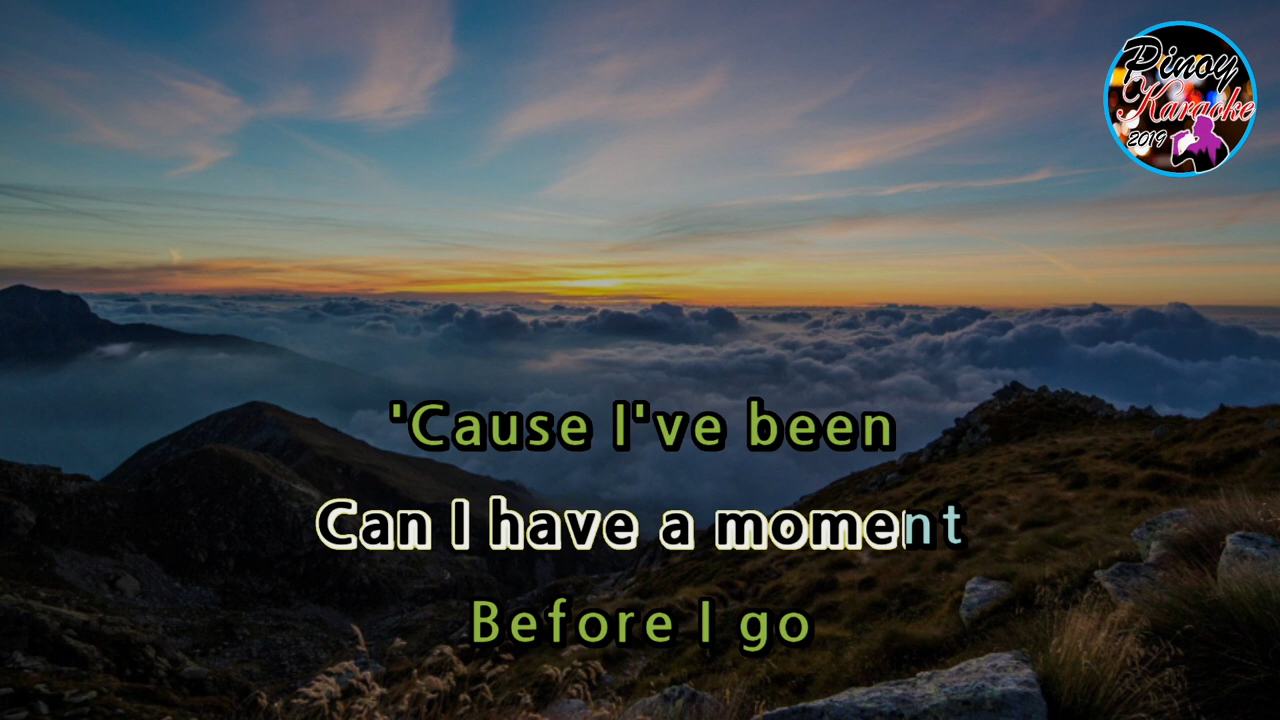 Pinoy
Karaoke
2019
'Cause I've been
Can I have a moment
Before I go